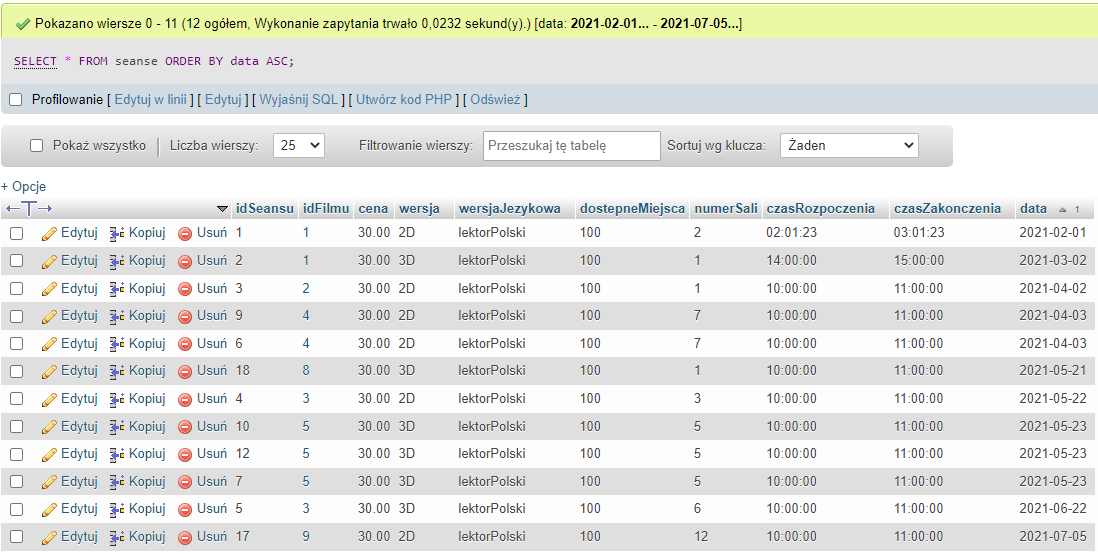 Pokazano wiersze 0 - 11 (12 ogółem, Wykonanie zapytania trwało 0,0232 sekund(y).) [data: 2021-02-01... - 2021-07-05...]
SELECT * FROM seanse ORDER BY data ASC;
Profilowanie [ Edytuj w linii ] [ Edytuj ] [ Wyjaśnij SQL ] [ Utwórz kod PHP ] [ Odśwież ]
Pokaż wszystko Liczba wierszy: 25 Filtrowanie wierszy: Przeszukaj tę tabelę Sortuj wg klucza: Żaden
+ Opcje
←T→ idSeansu idFilmu cena wersja wersjaJezykowa dostepneMiejsca numerSali czasRozpoczenia czasZakonczenia data 1
Edytuj Kopiuj Usuń 1 1 30.00 2D lektorPolski 100 2 02:01:23 03:01:23 2021-02-01
Edytuj Kopiuj Usuń 2 1 30.00 3D lektorPolski 100 1 14:00:00 15:00:00 2021-03-02
Edytuj Kopiuj Usuń 3 2 30.00 2D lektorPolski 100 1 10:00:00 11:00:00 2021-04-02
Edytuj Kopiuj Usuń 9 4 30.00 2D lektorPolski 100 7 10:00:00 11:00:00 2021-04-03
Edytuj Kopiuj Usuń 6 4 30.00 2D lektorPolski 100 7 10:00:00 11:00:00 2021-04-03
Edytuj Kopiuj Usuń 18 8 30.00 3D lektorPolski 100 1 10:00:00 11:00:00 2021-05-21
Edytuj Kopiuj Usuń 4 3 30.00 2D lektorPolski 100 3 10:00:00 11:00:00 2021-05-22
Edytuj Kopiuj Usuń 10 5 30.00 3D lektorPolski 100 5 10:00:00 11:00:00 2021-05-23
Edytuj Kopiuj Usuń 12 5 30.00 3D lektorPolski 100 5 10:00:00 11:00:00 2021-05-23
Edytuj Kopiuj Usuń 7 5 30.00 3D lektorPolski 100 5 10:00:00 11:00:00 2021-05-23
Edytuj Kopiuj Usuń 5 3 30.00 3D lektorPolski 100 6 10:00:00 11:00:00 2021-06-22
Edytuj Kopiuj Usuń 17 9 30.00 2D lektorPolski 100 12 10:00:00 11:00:00 2021-07-05